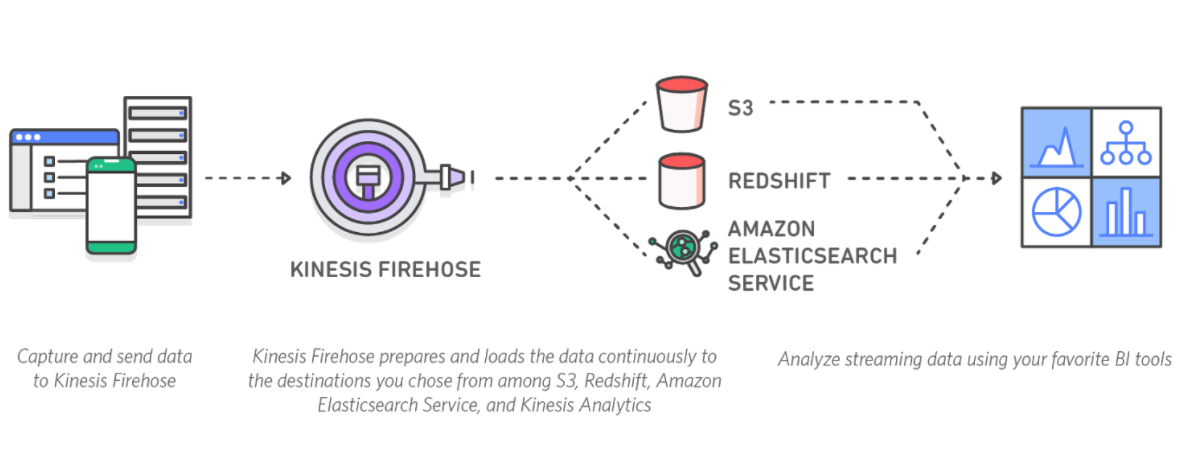 S3
REDSHIFT
AMAZON
ELASTICSEARCH
SERVICE
KINESIS FIREHOSE
Capture and send data
to Kinesis Firehose
Kinesis Firehose prepares and loads the data continuously to
the destinations you chose from among S3, Redshift, Amazon
Elasticsearch Service, and Kinesis Analytics
Analyze streaming data using your favorite BI tools